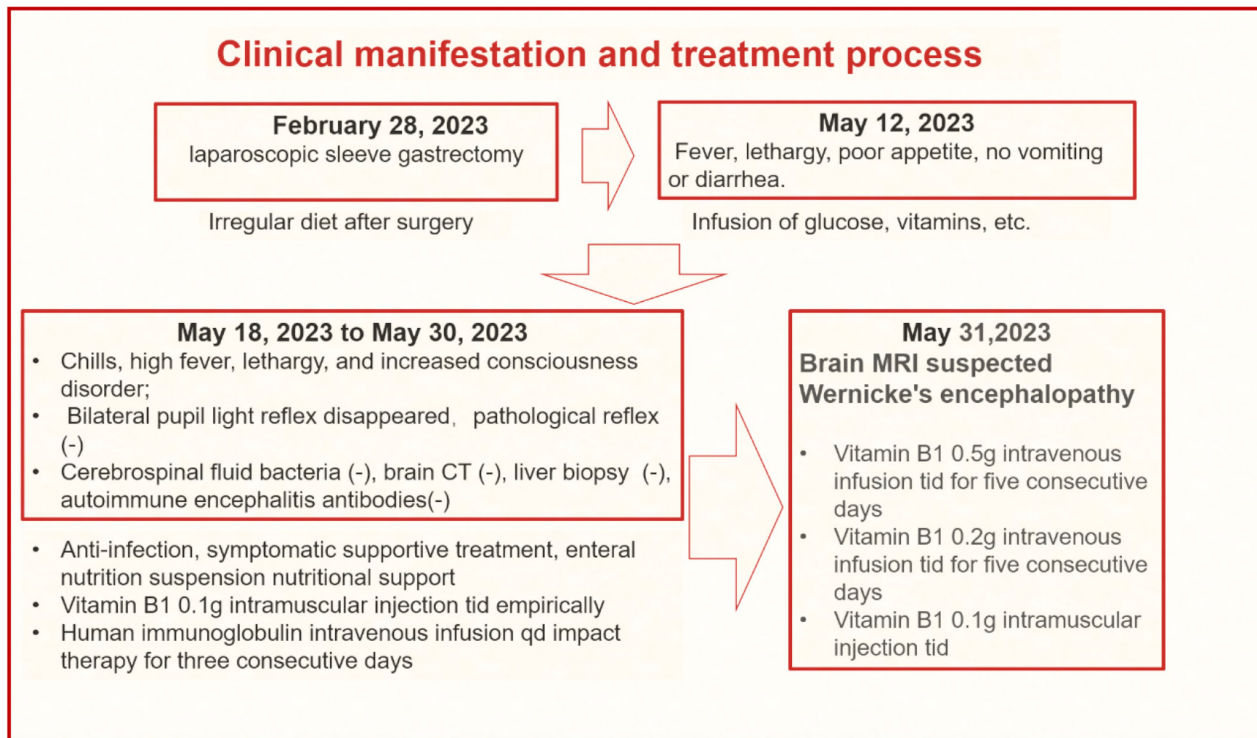 Clinical manifestation and treatment process
February 28, 2023
laparoscopic sleeve gastrectomy
Irregular diet after surgery
May 12, 2023
Fever, lethargy, poor appetite, no vomiting
or diarrhea.
Infusion of glucose, vitamins, etc.
May 18, 2023 to May 30, 2023
• Chills, high fever, lethargy, and increased consciousness
disorder;
• Bilateral pupil light reflex disappeared, pathological reflex
(-)
• Cerebrospinal fluid bacteria (-), brain CT (-), liver biopsy (-),
autoimmune encephalitis antibodies(-)
• Anti-infection, symptomatic supportive treatment, enteral
nutrition suspension nutritional support
• Vitamin B1 0.1g intramuscular injection tid empirically
• Human immunoglobulin intravenous infusion qd impact
therapy for three consecutive days
May 31,2023
Brain MRI suspected
Wernicke's encephalopathy
• Vitamin B1 0.5g intravenous
infusion tid for five consecutive
days
• Vitamin B1 0.2g intravenous
infusion tid for five consecutive
days
• Vitamin B1 0.1g intramuscular
injection tid